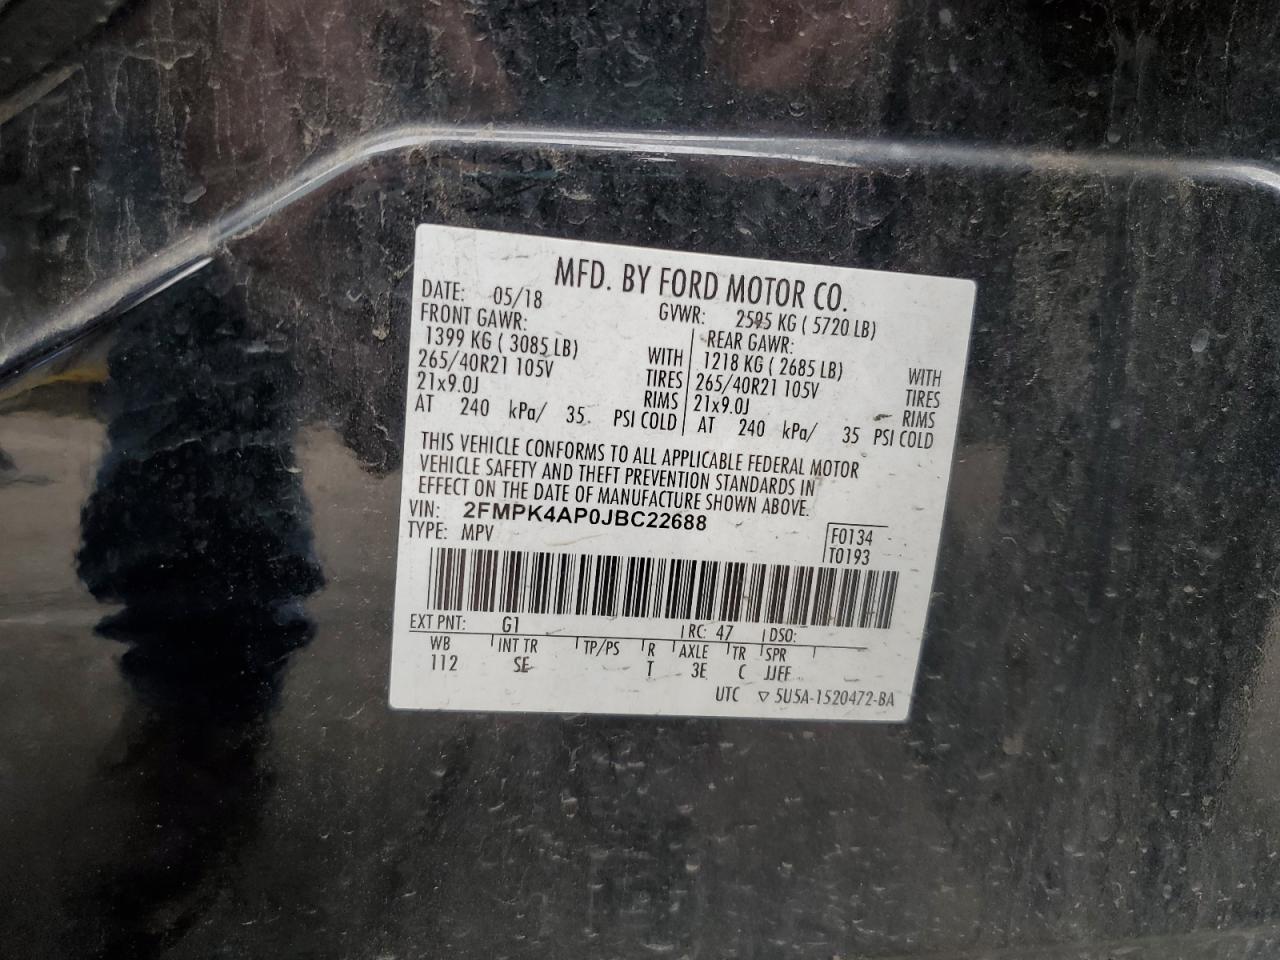 MFD. BY FORD MOTOR CO.
DATE: 05/18 GVWR: 2595 KG ( 5720 LB)
FRONT GAWR: REAR GAWR:
1399 KG ( 3085 LB) WITH 1218 KG ( 2685 LB) WITH
265/40R21 105V TIRES 265/40R21 105V TIRES
21x9.0J RIMS 21x9.0J RIMS
AT 240 kPa/ 35 PSI COLD AT 240 kPa/ 35 PSI COLD
THIS VEHICLE CONFORMS TO ALL APPLICABLE FEDERAL MOTOR
VEHICLE SAFETY AND THEFT PREVENTION STANDARDS IN
EFFECT ON THE DATE OF MANUFACTURE SHOWN ABOVE.
VIN: 2FMPK4AP0JBC22688
TYPE: MPV
F0134
T0193
EXT PNT: G1 RC: 47 DSO:
WB INT TR TP/PS R AXLE TR SPR
112 SE T 3E C JJFF
UTC ▽ 5U5A-1520472-BA